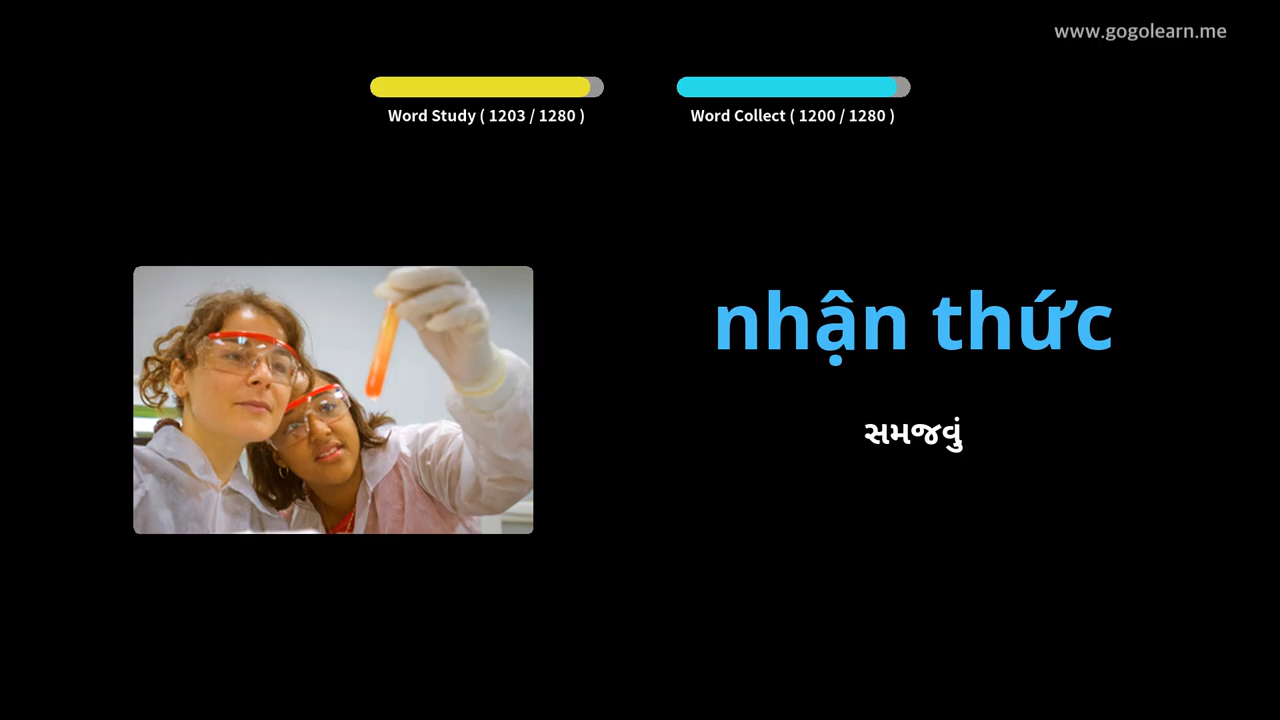 www.gogolearn.me
Word Study ( 1203 / 1280 )
Word Collect ( 1200 / 1280 )
nhận thức
સમજવું